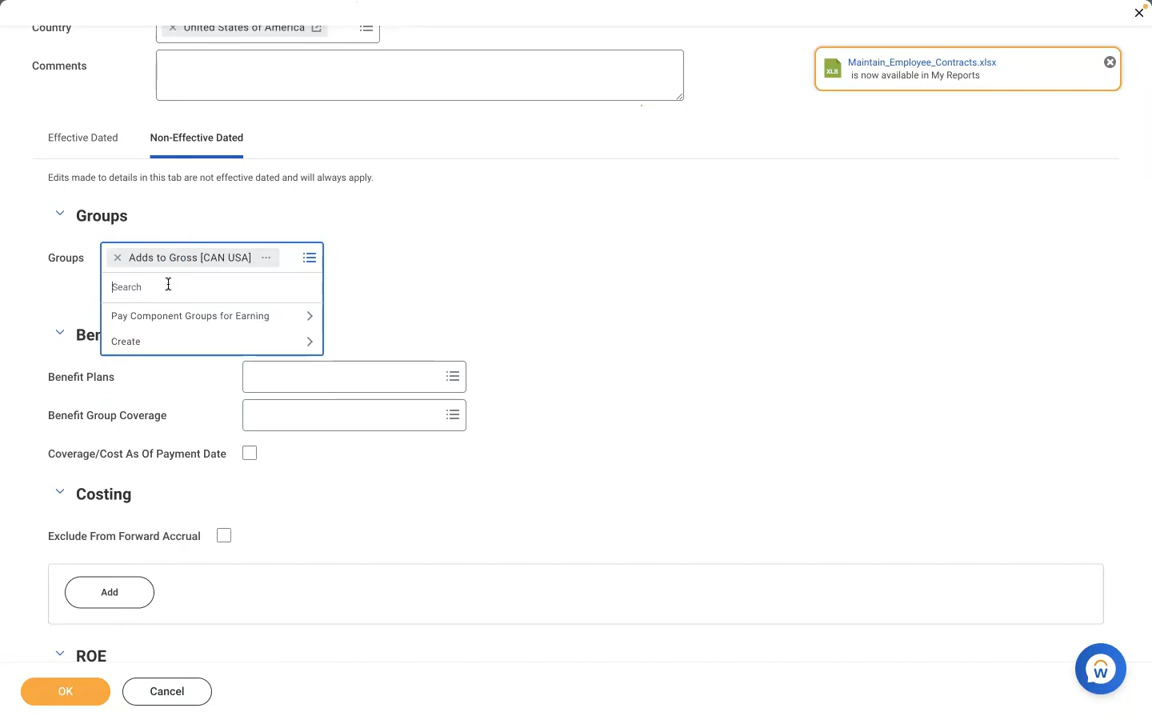 Country
× United States of America
Comments
XLS
Maintain_Employee_Contracts.xlsx
is now available in My Reports
Effective Dated
Non-Effective Dated
Edits made to details in this tab are not effective dated and will always apply.
Groups
Groups
× Adds to Gross [CAN USA] ...
Search
Pay Component Groups for Earning
Create
Ber
Benefit Plans
Benefit Group Coverage
Coverage/Cost As Of Payment Date
Costing
Exclude From Forward Accrual
Add
ROE
OK
Cancel
W